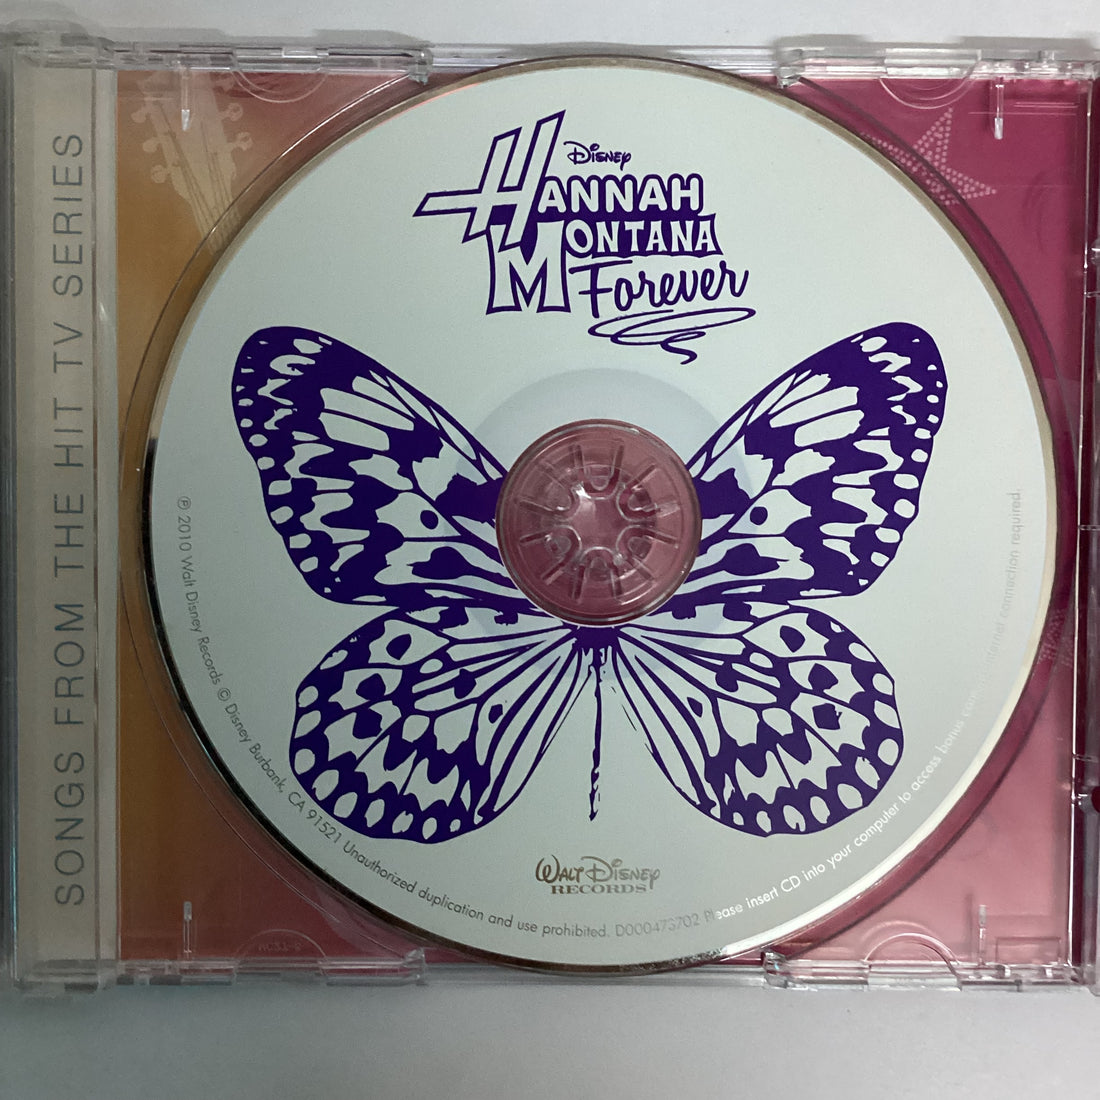 SONGS FROM THE HIT TV SERIES
DISNEY
HANNAH
MONTANA
Forever
℗ 2010 Walt Disney Records © Disney Burbank, CA 91521 Unauthorized duplication and use prohibited. D000473702 Please insert CD into your computer to access bonus internet connection required.
WALT DISNEY
RECORDS